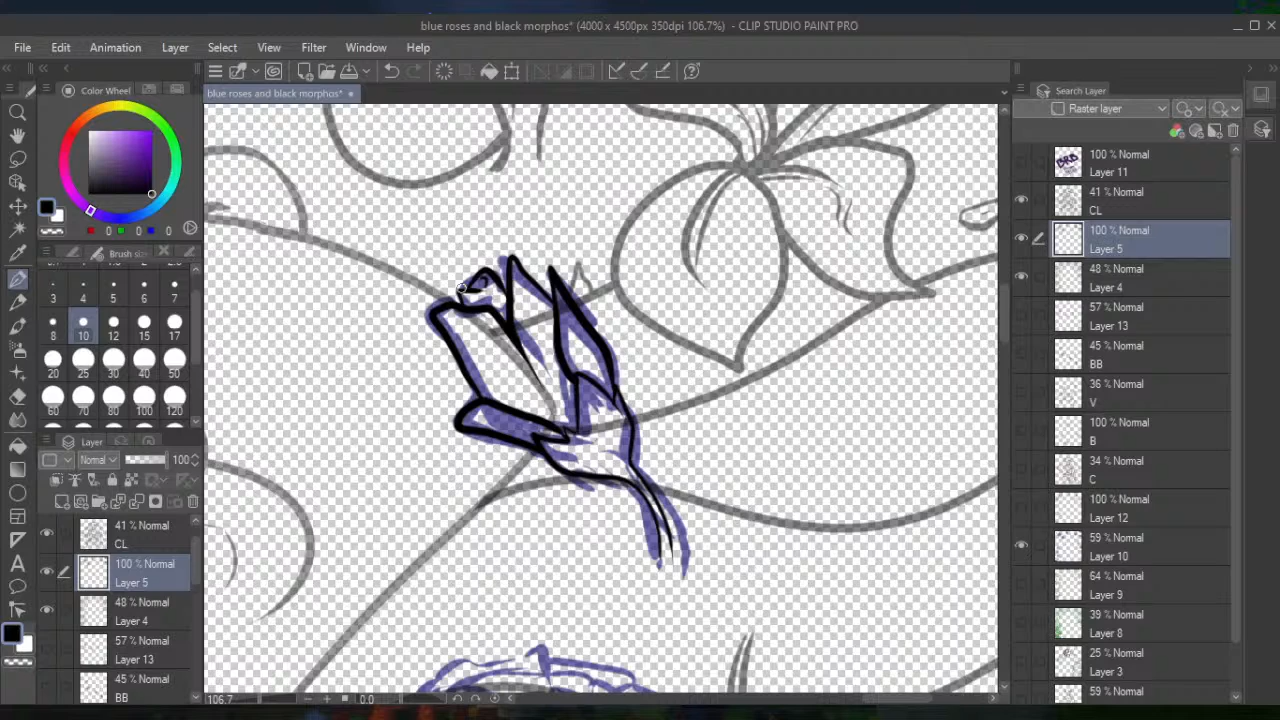 blue roses and black morphos* (4000 x 4500px 350dpi 106.7%) - CLIP STUDIO PAINT PRO
File Edit Animation Layer Select View Filter Window Help
Color Wheel
blue roses and black morphos*
Search Layer
Raster layer
0 0 0
Brush size
3 4 5 6 7
8 10 12 15 17
20 25 30 40 50
60 70 80 100 120
Layer
Normal 100
41 % Normal
CL
100 % Normal
Layer 5
48 % Normal
Layer 4
57 % Normal
Layer 13
45 % Normal
BB
106.7 0.0
100 % Normal
Layer 11
41 % Normal
CL
100 % Normal
Layer 5
48 % Normal
Layer 4
57 % Normal
Layer 13
45 % Normal
BB
36 % Normal
V
100 % Normal
B
34 % Normal
C
100 % Normal
Layer 12
59 % Normal
Layer 10
64 % Normal
Layer 9
39 % Normal
Layer 8
25 % Normal
Layer 3
59 % Normal